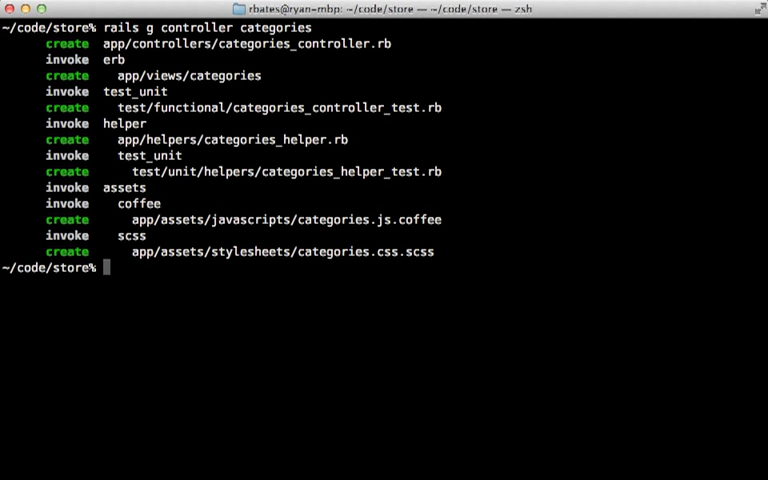 rbates@ryan-mbp: ~/code/store — ~/code/store — zsh
~/code/store% rails g controller categories
create app/controllers/categories_controller.rb
invoke erb
create app/views/categories
invoke test_unit
create test/functional/categories_controller_test.rb
invoke helper
create app/helpers/categories_helper.rb
invoke test_unit
create test/unit/helpers/categories_helper_test.rb
invoke assets
invoke coffee
create app/assets/javascripts/categories.js.coffee
invoke scss
create app/assets/stylesheets/categories.css.scss
~/code/store%